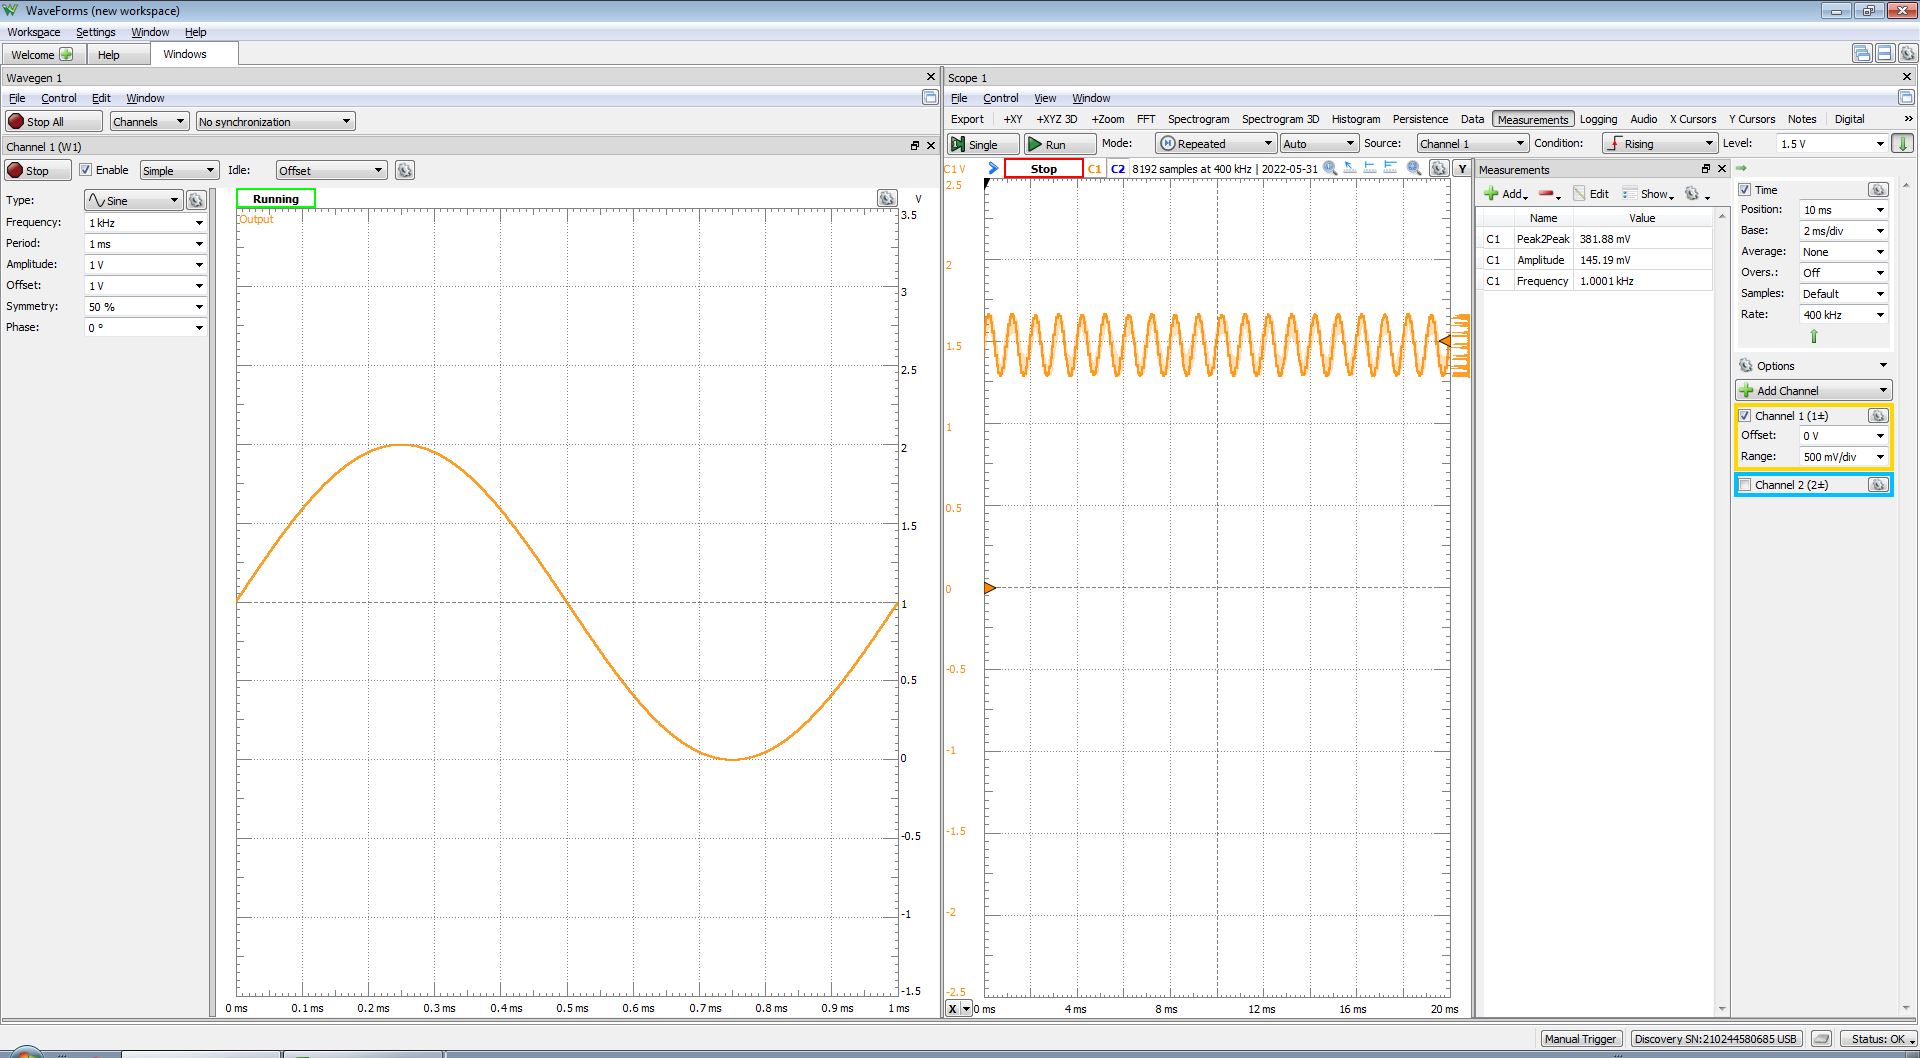 WaveForms (new workspace)
Workspace Settings Window Help
Welcome Help Windows
Wavegen 1
File Control Edit Window
Stop All Channels No synchronization
Channel 1 (W1)
Stop Enable Simple Idle: Offset
Type: Sine
Frequency: 1 kHz
Period: 1 ms
Amplitude: 1 V
Offset: 1 V
Symmetry: 50 %
Phase: 0 °
Running
Output
V
3.5
3
2.5
2
1.5
1
0.5
0
-0.5
-1
-1.5
0 ms 0.1 ms 0.2 ms 0.3 ms 0.4 ms 0.5 ms 0.6 ms 0.7 ms 0.8 ms 0.9 ms 1 ms
Scope 1
File Control View Window
Export +XY +XYZ 3D +Zoom FFT Spectrogram Spectrogram 3D Histogram Persistence Data Measurements Logging Audio X Cursors Y Cursors Notes Digital »
Single Run Mode: Repeated Auto Source: Channel 1 Condition: Rising Level: 1.5 V
C1 V Stop C1 C2 8192 samples at 400 kHz | 2022-05-31 Y
2.5
2
1.5
1
0.5
0
-0.5
-1
-1.5
-2
-2.5
X 0 ms 4 ms 8 ms 12 ms 16 ms 20 ms
Measurements
Add Edit Show
Name Value
C1 Peak2Peak 381.88 mV
C1 Amplitude 145.19 mV
C1 Frequency 1.0001 kHz
Time
Position: 10 ms
Base: 2 ms/div
Average: None
Overs.: Off
Samples: Default
Rate: 400 kHz
Options
Add Channel
Channel 1 (1±)
Offset: 0 V
Range: 500 mV/div
Channel 2 (2±)
Manual Trigger Discovery SN:210244580685 USB Status: OK